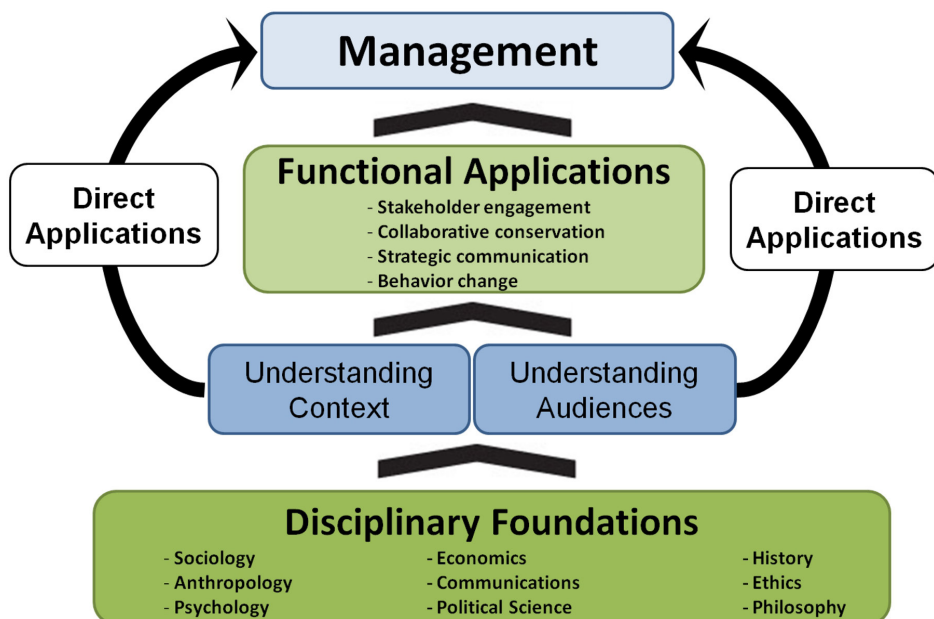 Management
Direct
Applications
Functional Applications
- Stakeholder engagement
- Collaborative conservation
- Strategic communication
- Behavior change
Direct
Applications
Understanding
Context
Understanding
Audiences
Disciplinary Foundations
- Sociology
- Anthropology
- Psychology
- Economics
- Communications
- Political Science
- History
- Ethics
- Philosophy